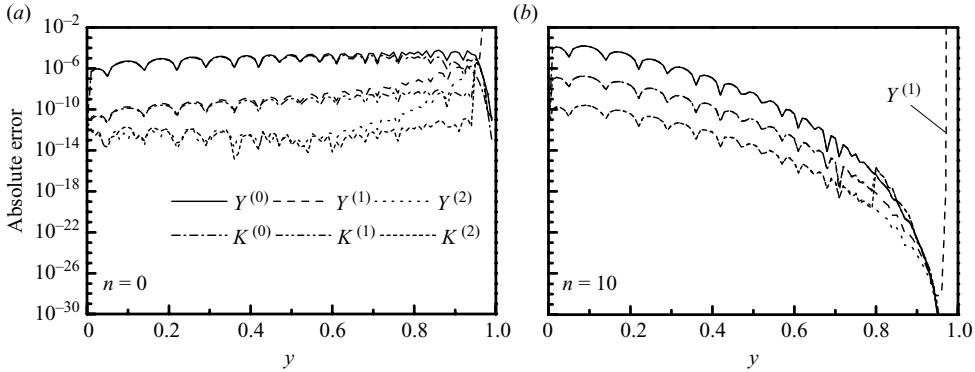 (a)
(b)
Absolute error
10^−2
10^−6
10^−10
10^−14
10^−18
10^−22
10^−26
10^−30
Y^(0) Y^(1) Y^(2)
K^(0) K^(1) K^(2)
n = 0
0 0.2 0.4 0.6 0.8 1.0
y
Y^(1)
n = 10
0 0.2 0.4 0.6 0.8 1.0
y